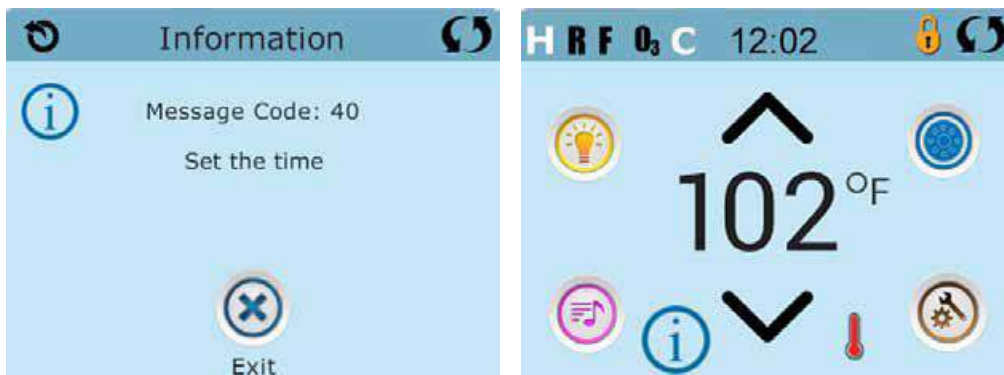 Information
Message Code: 40
Set the time
Exit
H R F O₃ C 12:02
102°F